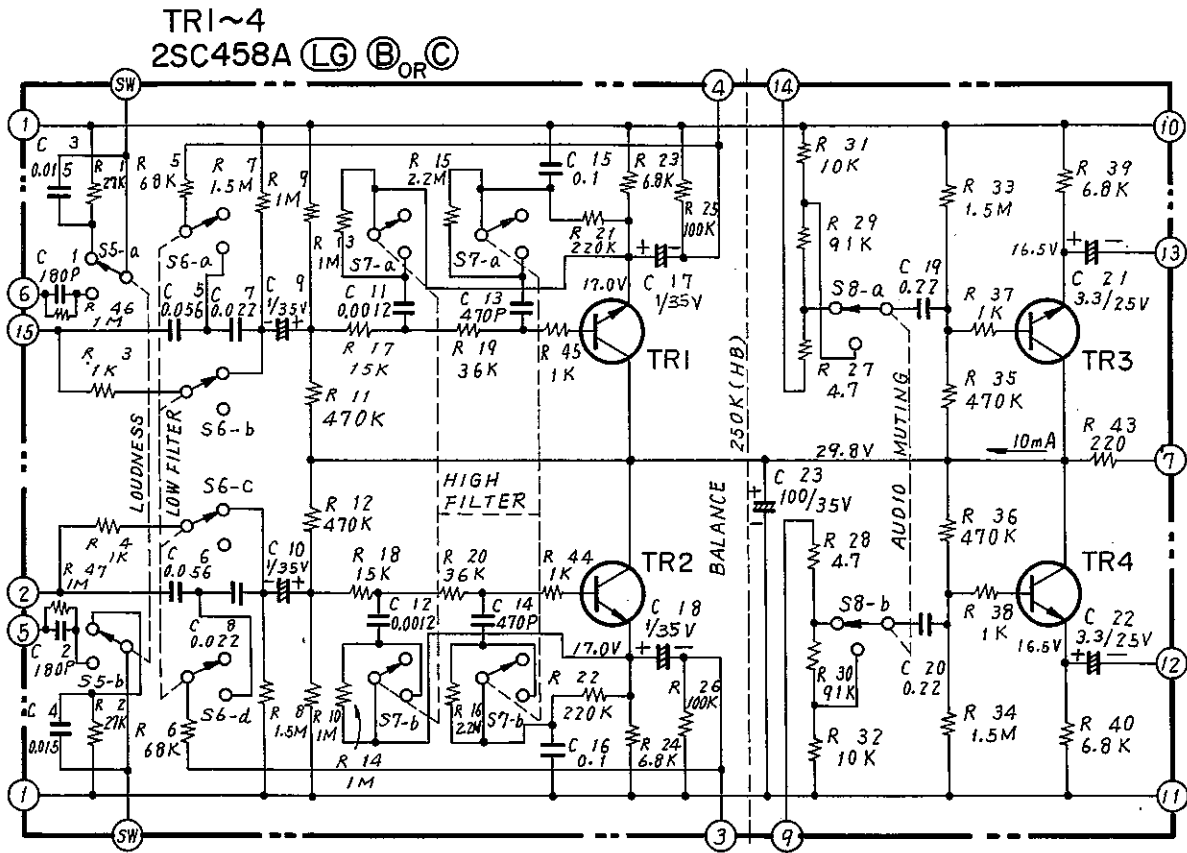 TR1~4
2SC458A (LG) (B) OR (C)
SW
4
14
1
10
C 3 0.015
R 1 27K
R 5 68K
R 7 1.5M
R 9 1M
R 15 2.2M
C 15 0.1
R 23 6.8K
R 25 100K
R 31 10K
R 33 1.5M
R 39 6.8K
S5-a
S6-a
R 13 1M
S7-a
S7-a
R 21 220K
R 29 91K
16.5V
+ -
13
C 1 180P
C 5 0.056
C 7 0.022
C 9 1/35V
- +
C 11 0.0012
C 13 470P
17.0V
+ -
C 17 1/35V
S8-a
C 19 0.22
R 37 1K
C 21 3.3/25V
6
R 46 1M
15
R 3 1K
R 17 15K
R 19 36K
R 45 1K
TR1
R 27 4.7
TR3
S6-b
R 11 470K
R 35 470K
LOUDNESS
LOW FILTER
HIGH FILTER
BALANCE
250K(HB)
AUDIO MUTING
29.8V
10mA
R 43 220
7
S6-C
R 12 470K
C 23 100/35V
+
-
R 36 470K
R 4 1K
C 6 0.056
C 10 1/35V
- +
R 18 15K
R 20 36K
R 44 1K
TR2
R 28 4.7
TR4
R 47 1M
2
C 12 0.0012
C 14 470P
C 18 1/35V
S8-b
R 38 1K
C 22 3.3/25V
5
C 2 180P
C 8 0.022
17.0V
+ -
16.5V
+ -
12
S5-b
S6-d
S7-b
S7-b
R 22 220K
R 26 100K
R 30 91K
C 20 0.22
C 4 0.015
R 2 27K
R 6 68K
R 8 1.5M
R 10 1M
R 14 1M
R 16 2.2M
C 16 0.1
R 24 6.8K
R 32 10K
R 34 1.5M
R 40 6.8K
1
11
SW
3
9